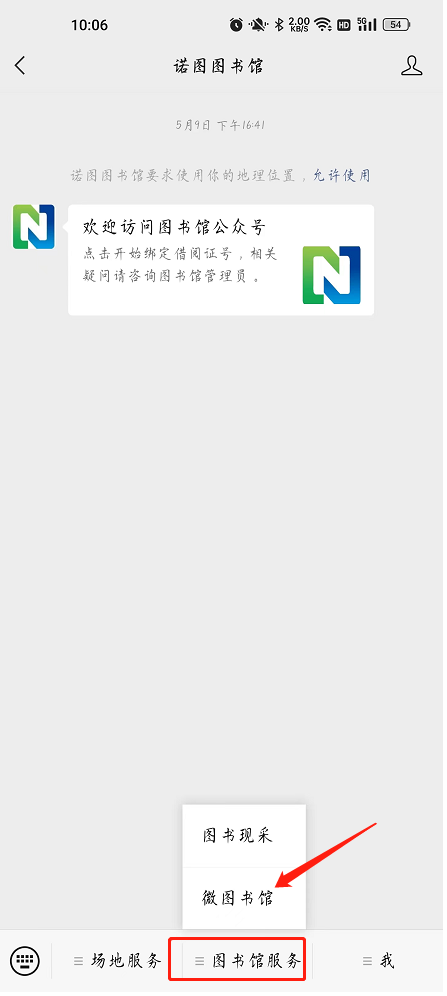 10:06
2.00 KB/S HD 5G 54
诺图图书馆
5月9日 下午16:41
诺图图书馆要求使用你的地理位置，允许使用
欢迎访问图书馆公众号
点击开始绑定借阅证号，相关
疑问请咨询图书馆管理员。
图书现采
微图书馆
场地服务
图书馆服务
我